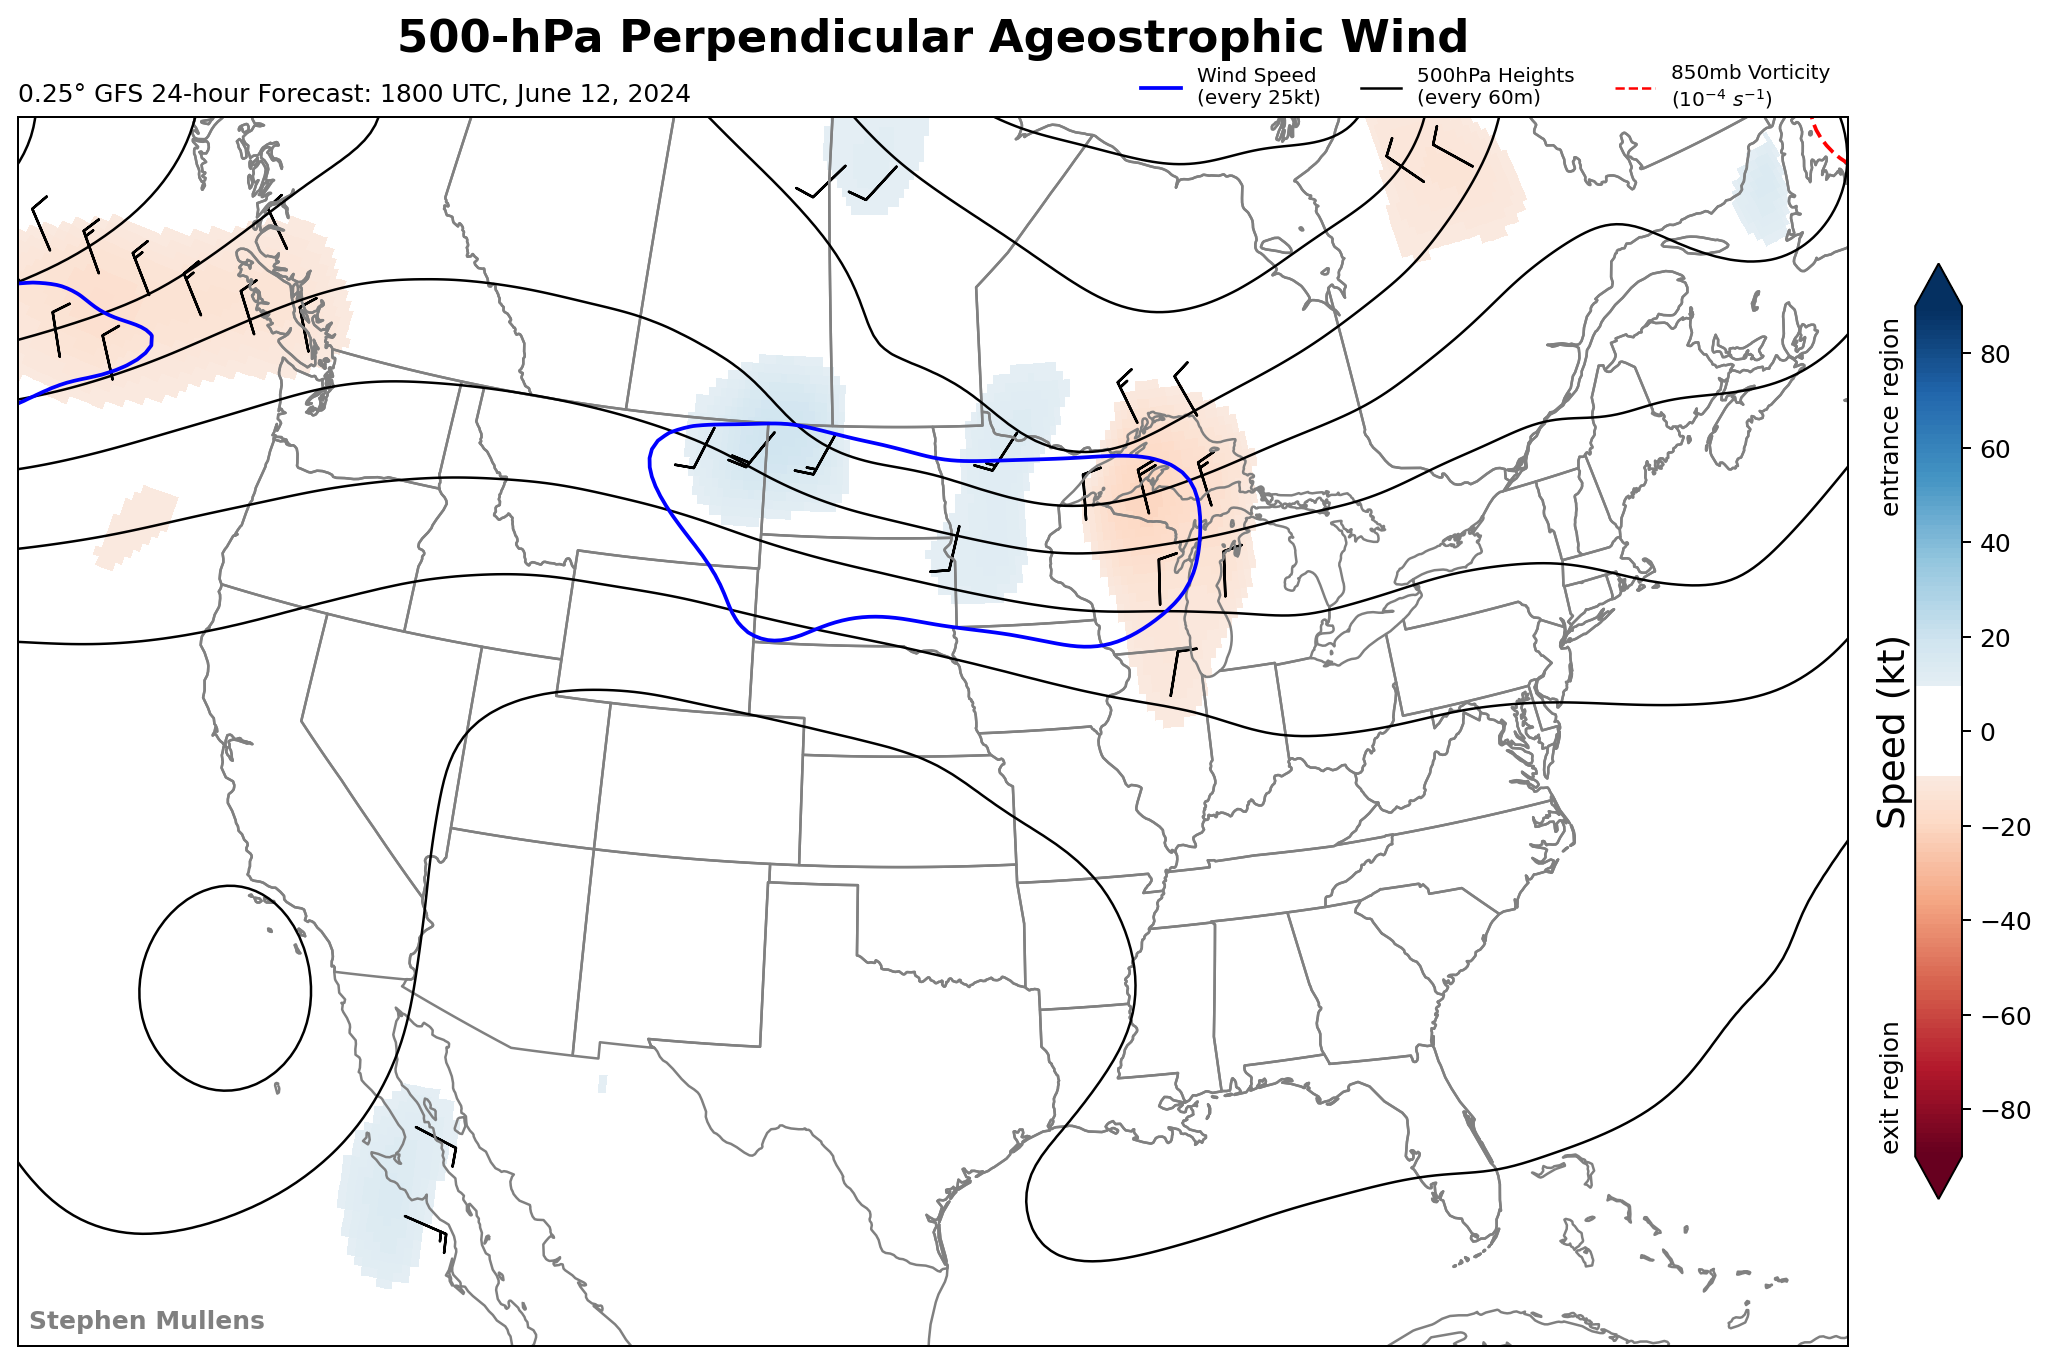 500-hPa Perpendicular Ageostrophic Wind
0.25° GFS 24-hour Forecast: 1800 UTC, June 12, 2024
Wind Speed
(every 25kt)
500hPa Heights
(every 60m)
850mb Vorticity
(10⁻⁴ s⁻¹)
entrance region
Speed (kt)
exit region
80
60
40
20
0
−20
−40
−60
−80
Stephen Mullens